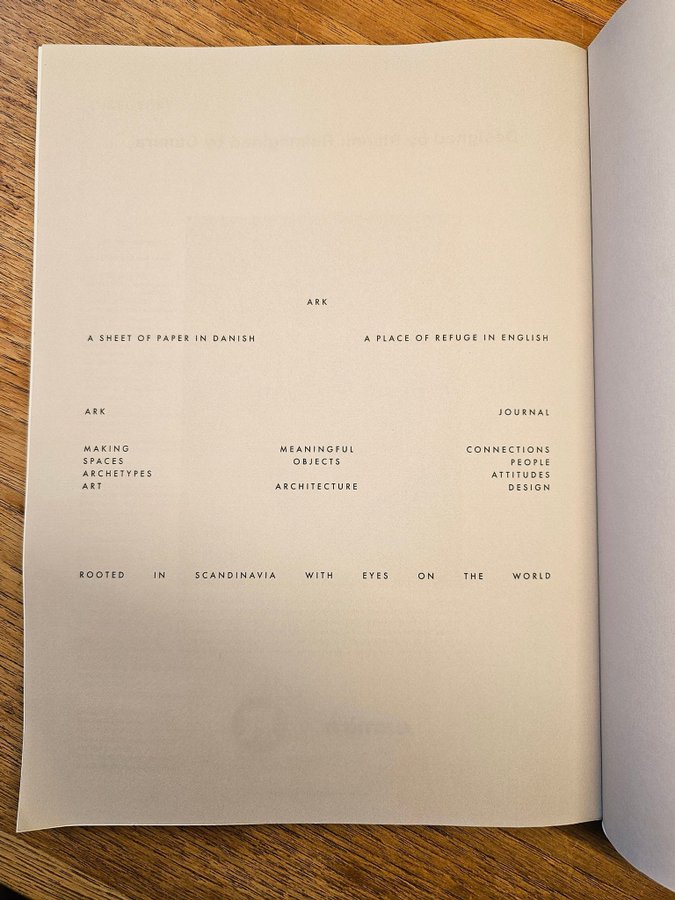 ARK
A SHEET OF PAPER IN DANISH A PLACE OF REFUGE IN ENGLISH
ARK JOURNAL
MAKING MEANINGFUL CONNECTIONS
SPACES OBJECTS PEOPLE
ARCHETYPES ATTITUDES
ART ARCHITECTURE DESIGN
ROOTED IN SCANDINAVIA WITH EYES ON THE WORLD